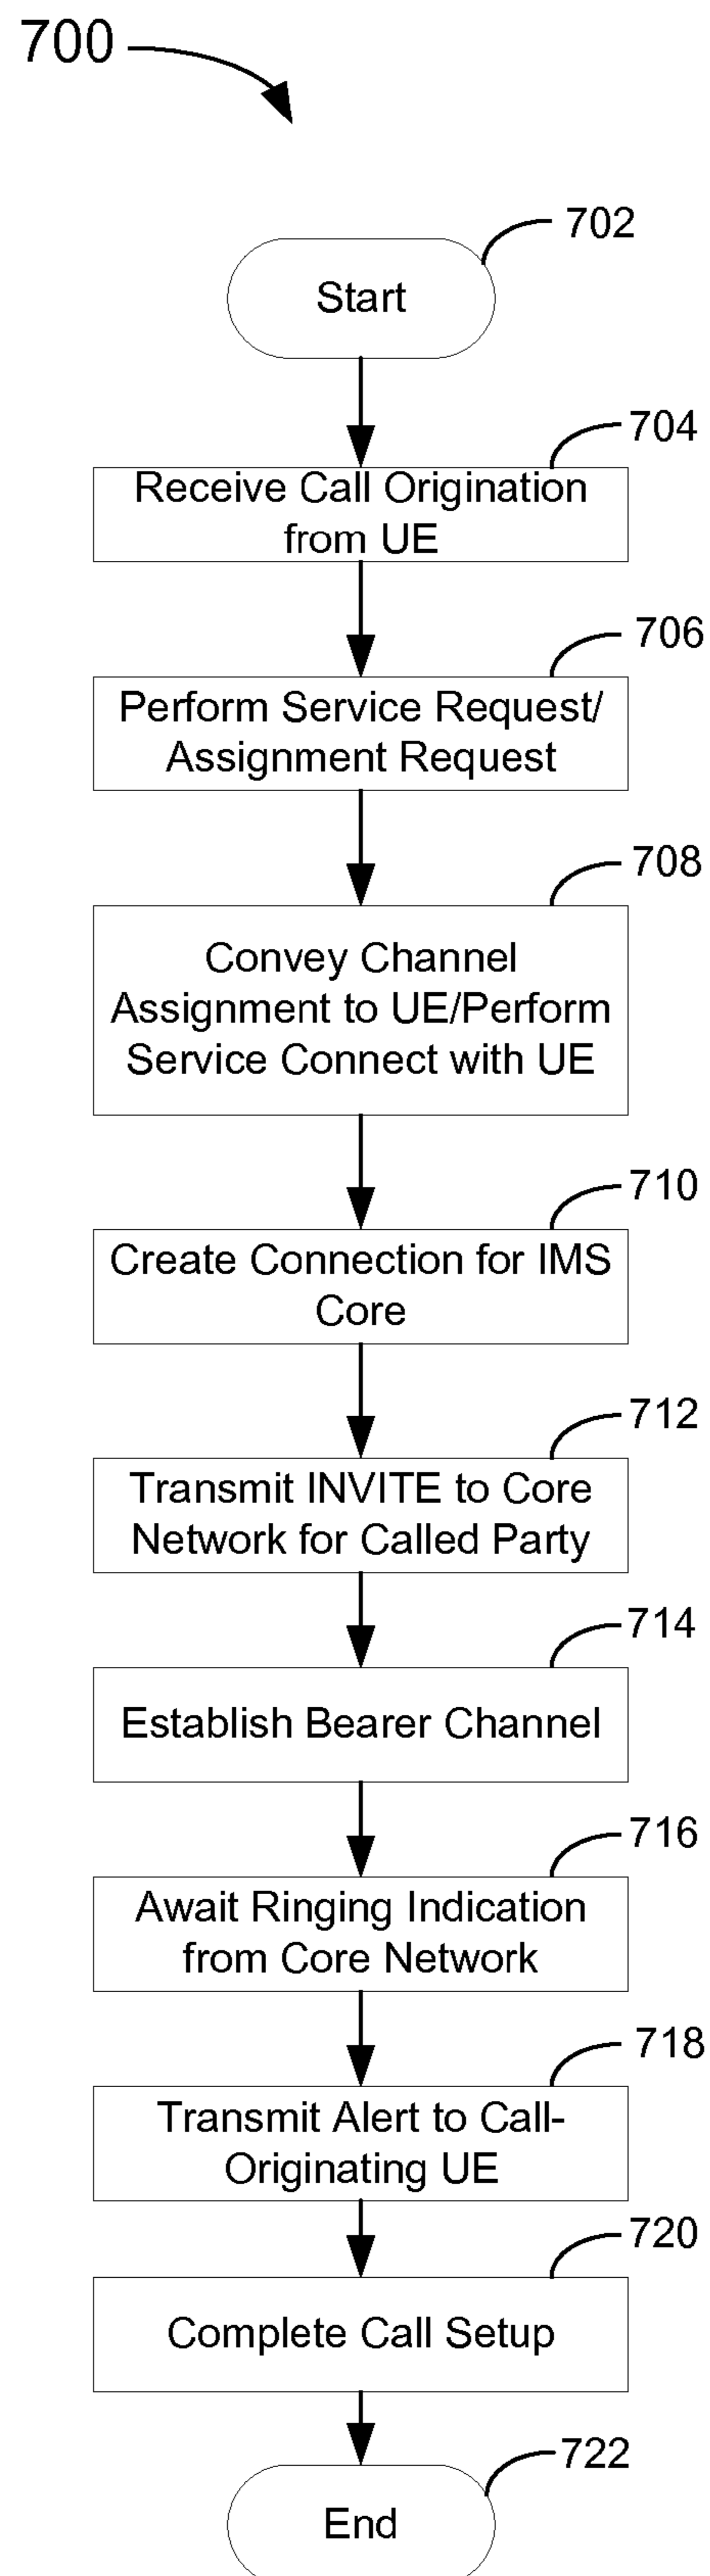 700
702
Start
704
Receive Call Origination
from UE
706
Perform Service Request/
Assignment Request
708
Convey Channel
Assignment to UE/Perform
Service Connect with UE
710
Create Connection for IMS
Core
712
Transmit INVITE to Core
Network for Called Party
714
Establish Bearer Channel
716
Await Ringing Indication
from Core Network
718
Transmit Alert to Call-
Originating UE
720
Complete Call Setup
722
End